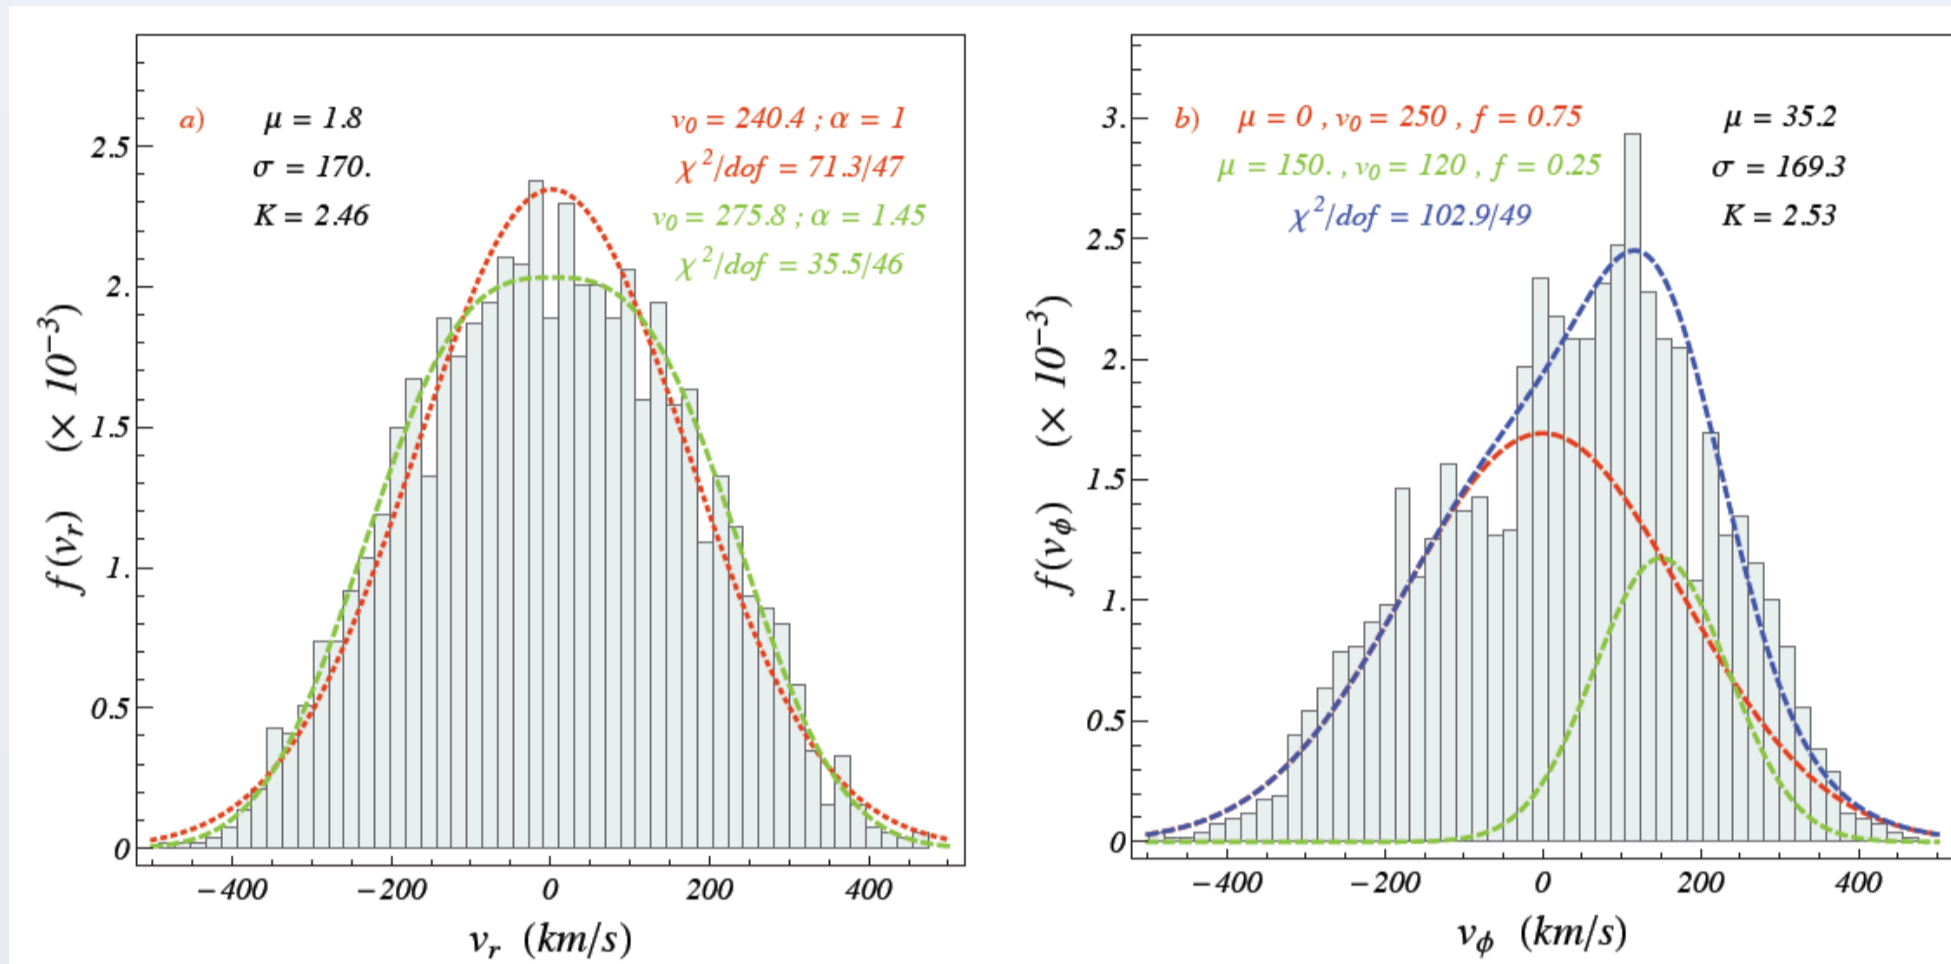 a)
μ = 1.8
σ = 170.
K = 2.46
v₀ = 240.4 ; α = 1
χ²/dof = 71.3/47
v₀ = 275.8 ; α = 1.45
χ²/dof = 35.5/46
2.5
2.
1.5
1.
0.5
0
f(v_r) (× 10⁻³)
−400 −200 0 200 400
v_r (km/s)
b) μ = 0 , v₀ = 250 , f = 0.75
μ = 150. , v₀ = 120 , f = 0.25
χ²/dof = 102.9/49
μ = 35.2
σ = 169.3
K = 2.53
3.
2.5
2.
1.5
1.
0.5
0
f(v_ϕ) (× 10⁻³)
−400 −200 0 200 400
v_ϕ (km/s)